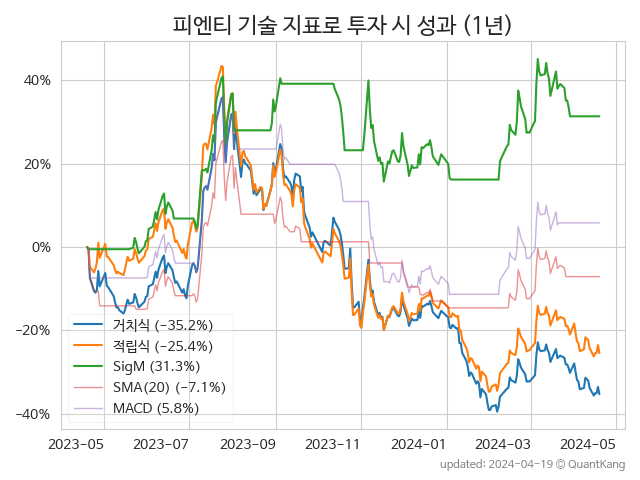 피엔티 기술 지표로 투자 시 성과 (1년)
40%
20%
0%
−20%
−40%
거치식 (−35.2%)
적립식 (−25.4%)
SigM (31.3%)
SMA(20) (−7.1%)
MACD (5.8%)
2023-05 2023-07 2023-09 2023-11 2024-01 2024-03 2024-05
updated: 2024-04-19 © QuantKang